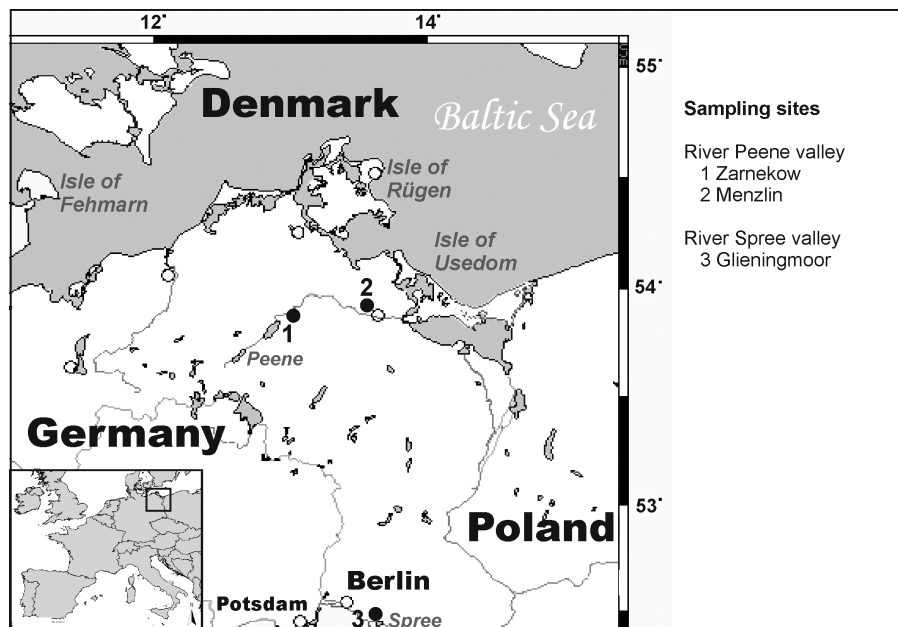 12°
14°
55°
Denmark
Baltic Sea
Sampling sites
River Peene valley
1 Zarnekow
2 Menzlin
River Spree valley
3 Glieningmoor
Isle of
Fehmarn
Isle of
Rügen
Isle of
Usedom
54°
2
1
Peene
Germany
53°
Poland
Berlin
Potsdam
3
Spree